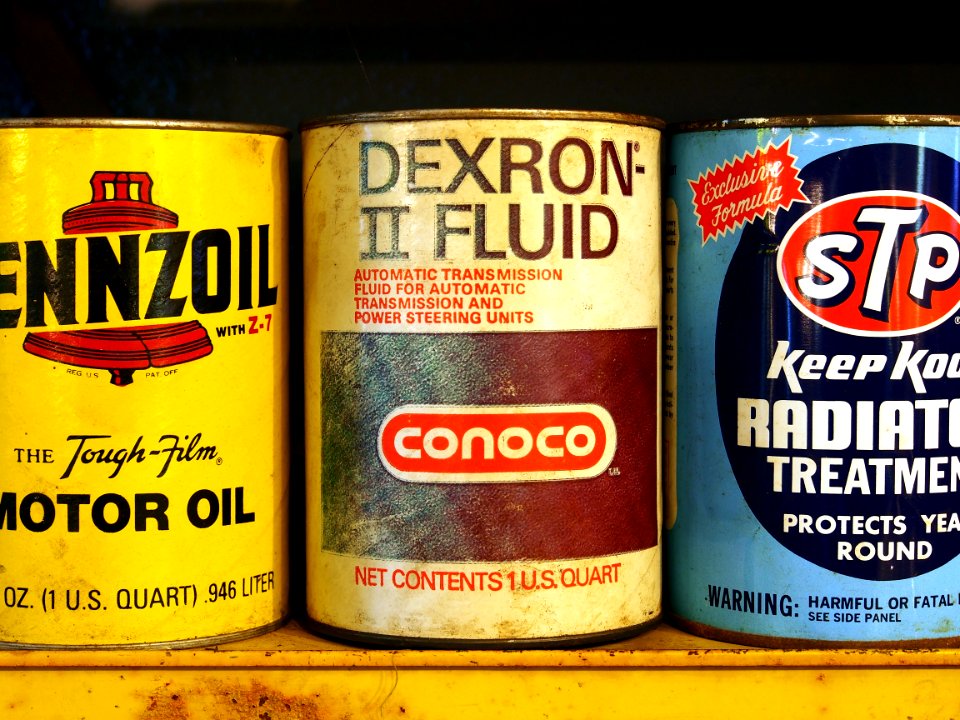 ENNZOIL
WITH Z-7
REG U.S. PAT. OFF
THE Tough-Film®
MOTOR OIL
OZ. (1 U.S. QUART) .946 LITER
DEXRON®-
II FLUID
AUTOMATIC TRANSMISSION
FLUID FOR AUTOMATIC
TRANSMISSION AND
POWER STEERING UNITS
conoco
NET CONTENTS 1 U.S. QUART
Exclusive
Formula
STP
Keep Koo
RADIATO
TREATMEN
PROTECTS YEA
ROUND
WARNING: HARMFUL OR FATAL
SEE SIDE PANEL